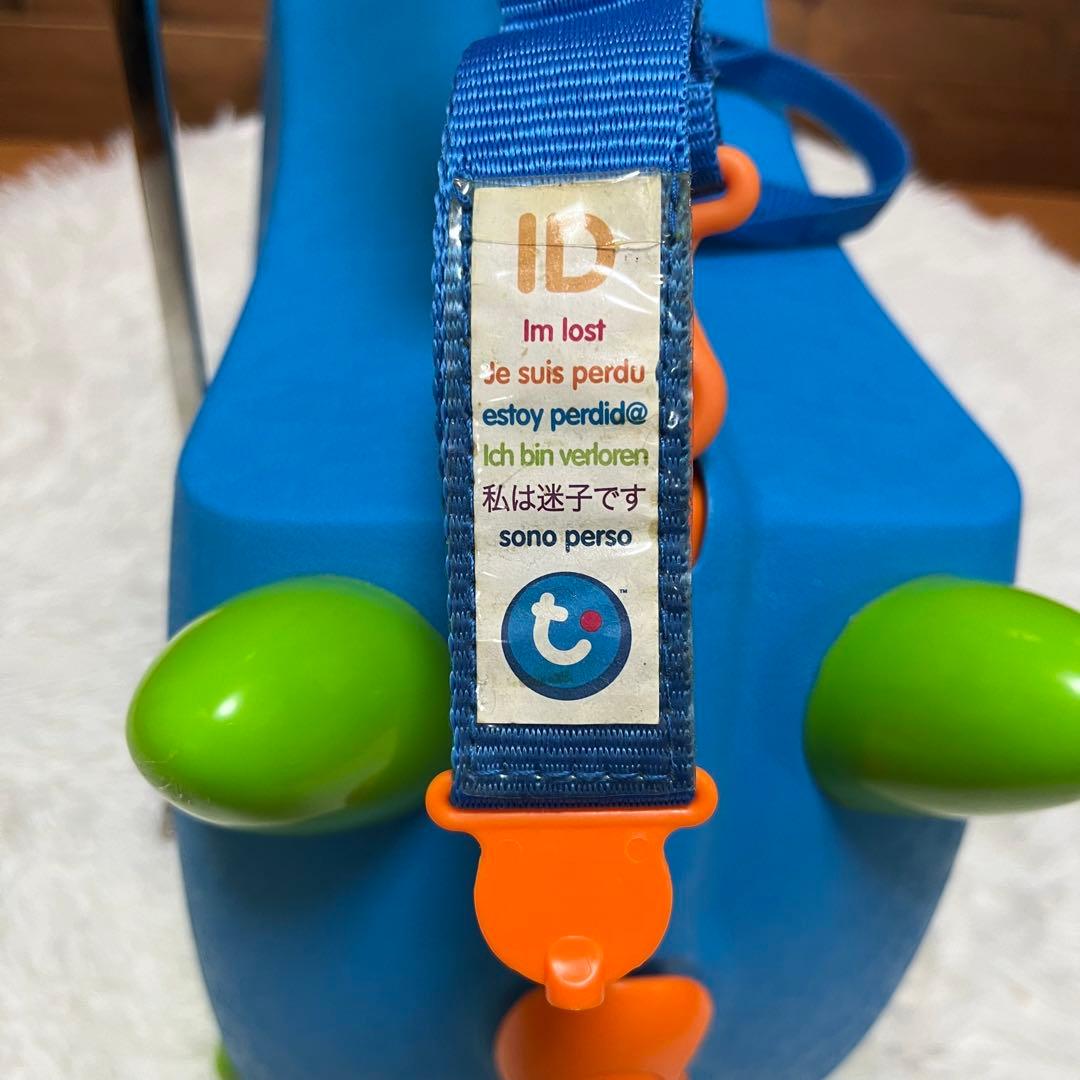 ID
Im lost
Je suis perdu
estoy perdid@
Ich bin verloren
私は迷子です
sono perso
t
™